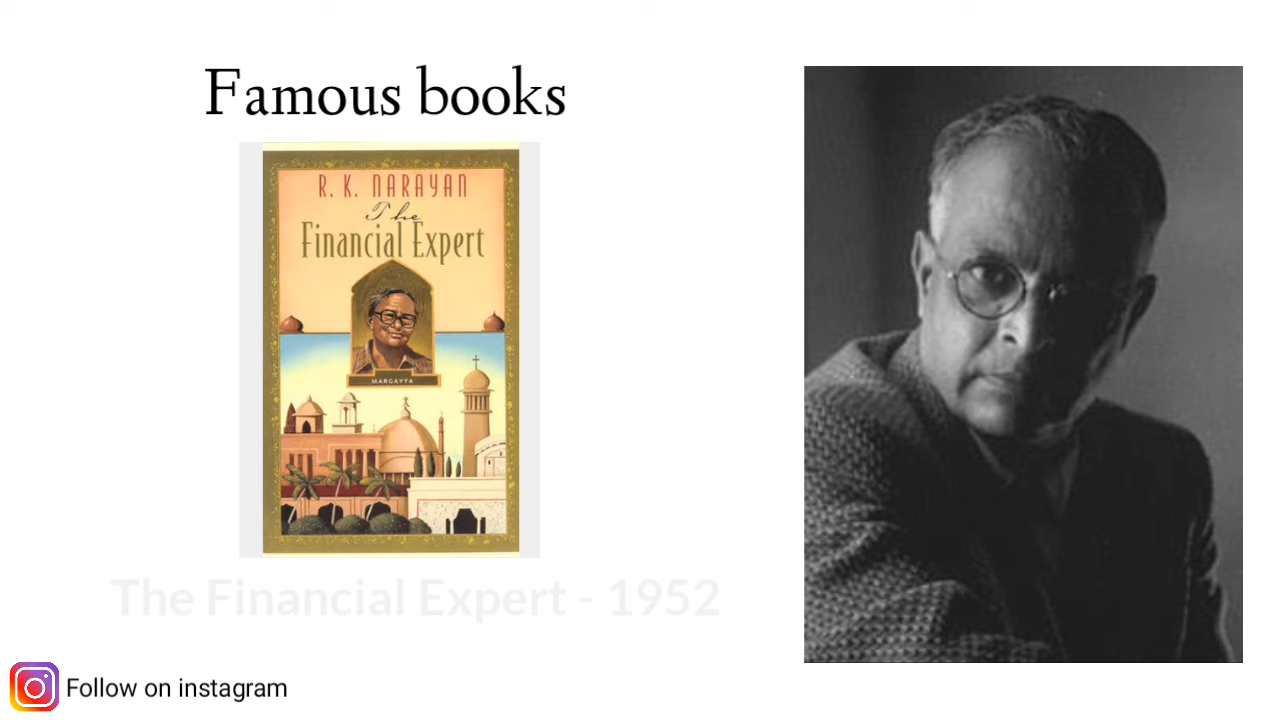 Famous books
R. K. NARAYAN
The
Financial Expert
MARGAYYA
The Financial Expert - 1952
Follow on instagram